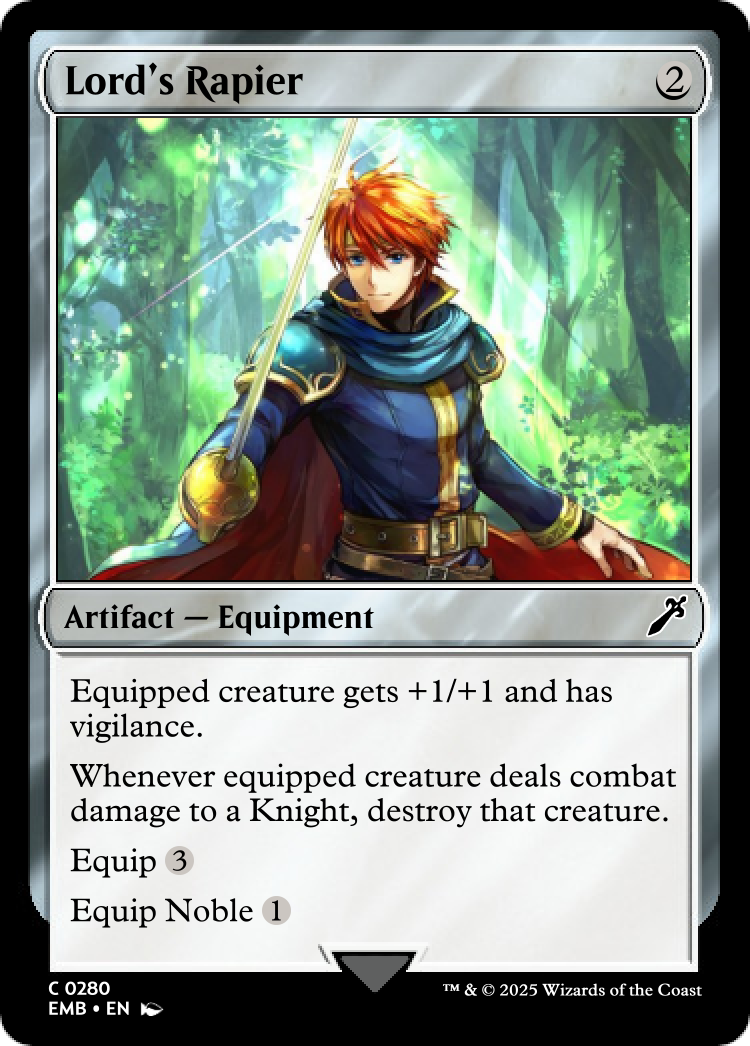 Lord's Rapier 2
Artifact — Equipment
Equipped creature gets +1/+1 and has
vigilance.
Whenever equipped creature deals combat
damage to a Knight, destroy that creature.
Equip 3
Equip Noble 1
C 0280
EMB • EN
™ & © 2025 Wizards of the Coast